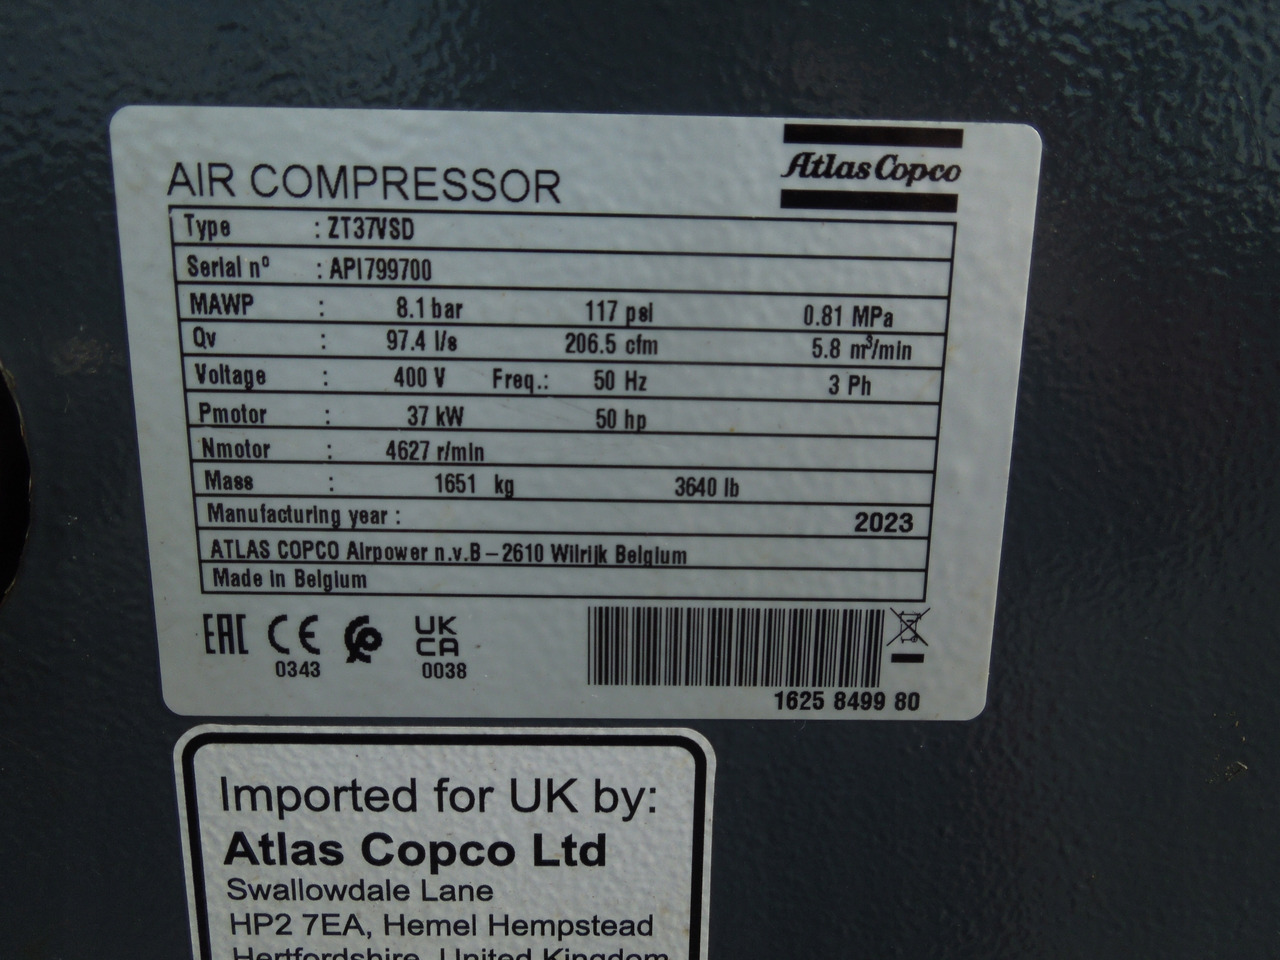 Atlas Copco
AIR COMPRESSOR
Type : ZT37VSD
Serial nº : API799700
MAWP : 8.1 bar 117 psi 0.81 MPa
Qv : 97.4 l/s 206.5 cfm 5.8 m³/min
Voltage : 400 V Freq.: 50 Hz 3 Ph
Pmotor : 37 kW 50 hp
Nmotor : 4627 r/min
Mass : 1651 kg 3640 lb
Manufacturing year : 2023
ATLAS COPCO Airpower n.v.B – 2610 Wilrijk Belgium
Made in Belgium
EAC CE UK
CA
0343 0038
1625 8499 80
Imported for UK by:
Atlas Copco Ltd
Swallowdale Lane
HP2 7EA, Hemel Hempstead
Hertfordshire, United Kingdom